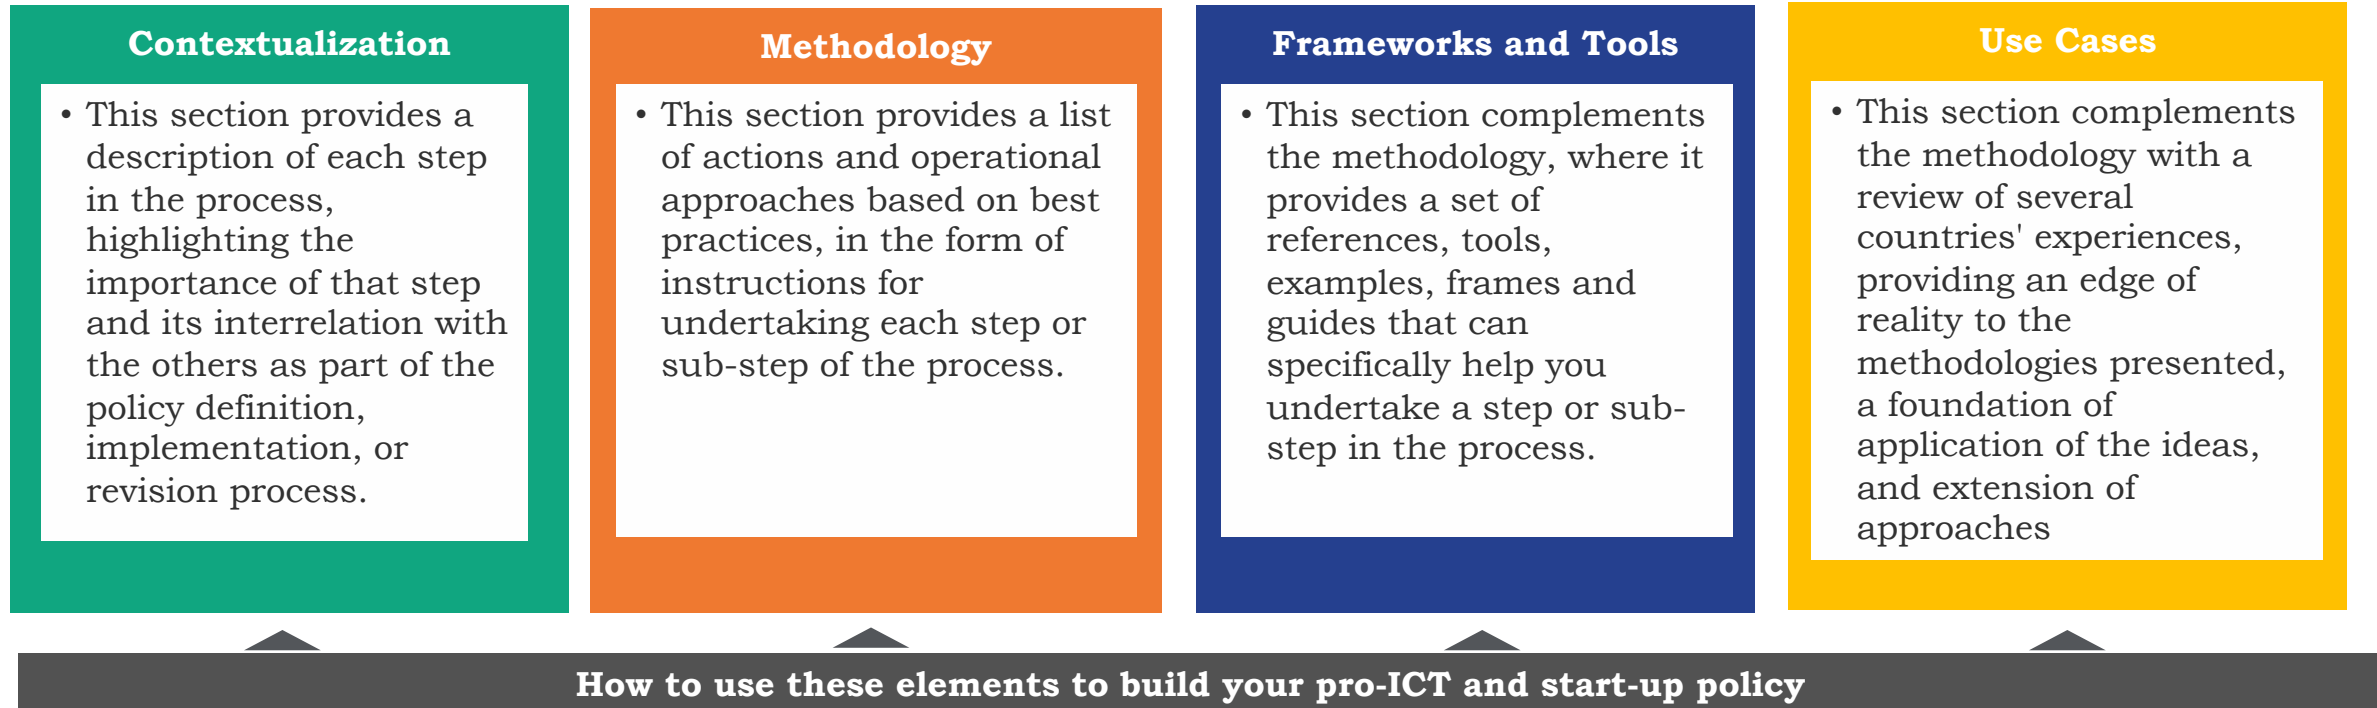 Contextualization
• This section provides a
description of each step
in the process,
highlighting the
importance of that step
and its interrelation with
the others as part of the
policy definition,
implementation, or
revision process.
Methodology
• This section provides a list
of actions and operational
approaches based on best
practices, in the form of
instructions for
undertaking each step or
sub-step of the process.
Frameworks and Tools
• This section complements
the methodology, where it
provides a set of
references, tools,
examples, frames and
guides that can
specifically help you
undertake a step or sub-
step in the process.
Use Cases
• This section complements
the methodology with a
review of several
countries' experiences,
providing an edge of
reality to the
methodologies presented,
a foundation of
application of the ideas,
and extension of
approaches
How to use these elements to build your pro-ICT and start-up policy